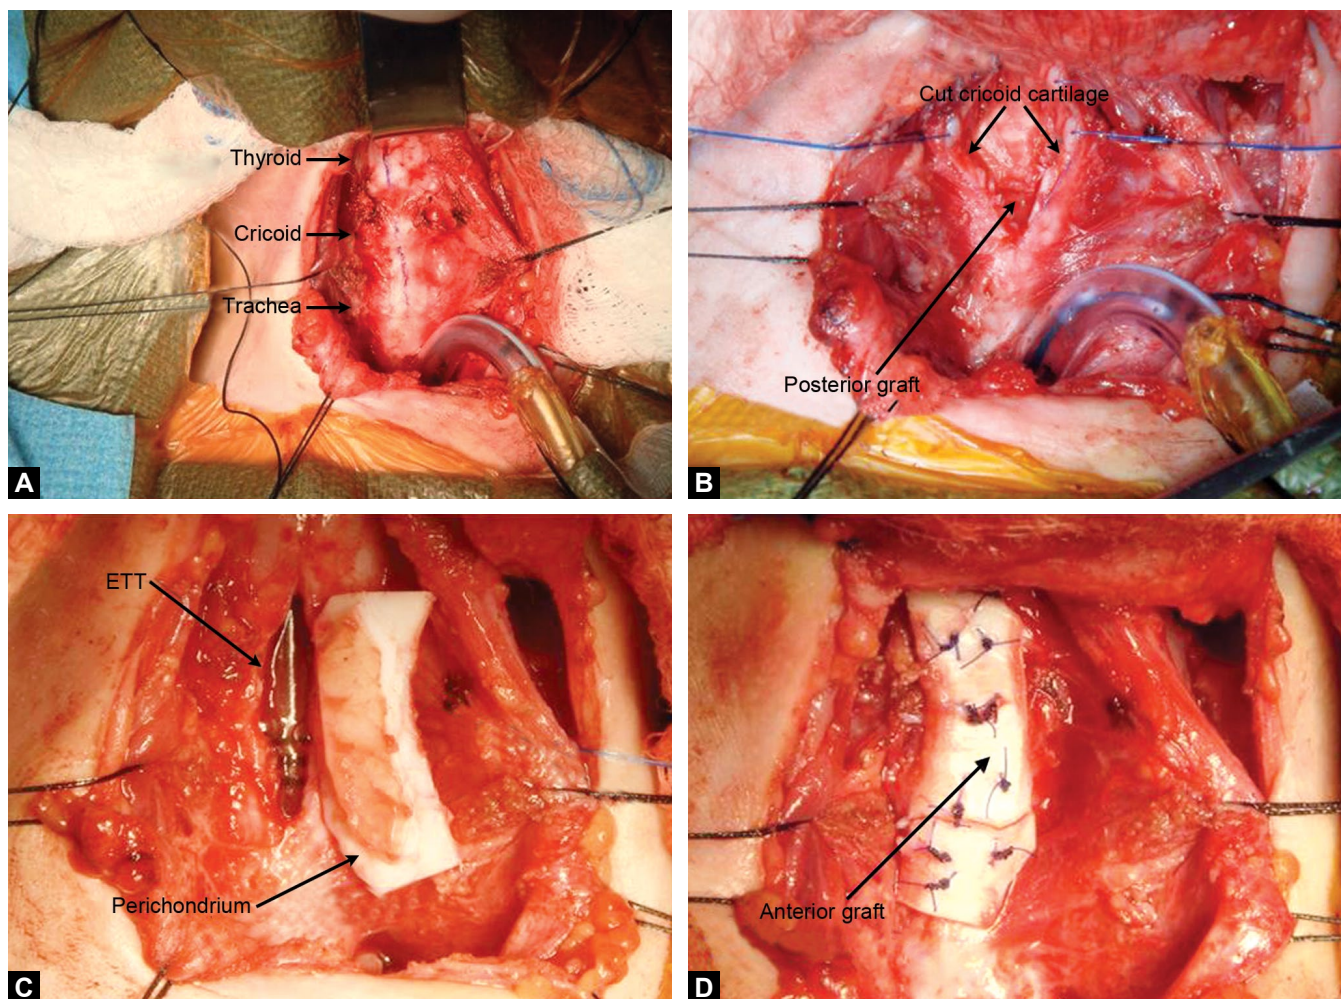 Thyroid
Cricoid
Trachea
A
Cut cricoid cartilage
Posterior graft
B
ETT
Perichondrium
C
Anterior graft
D